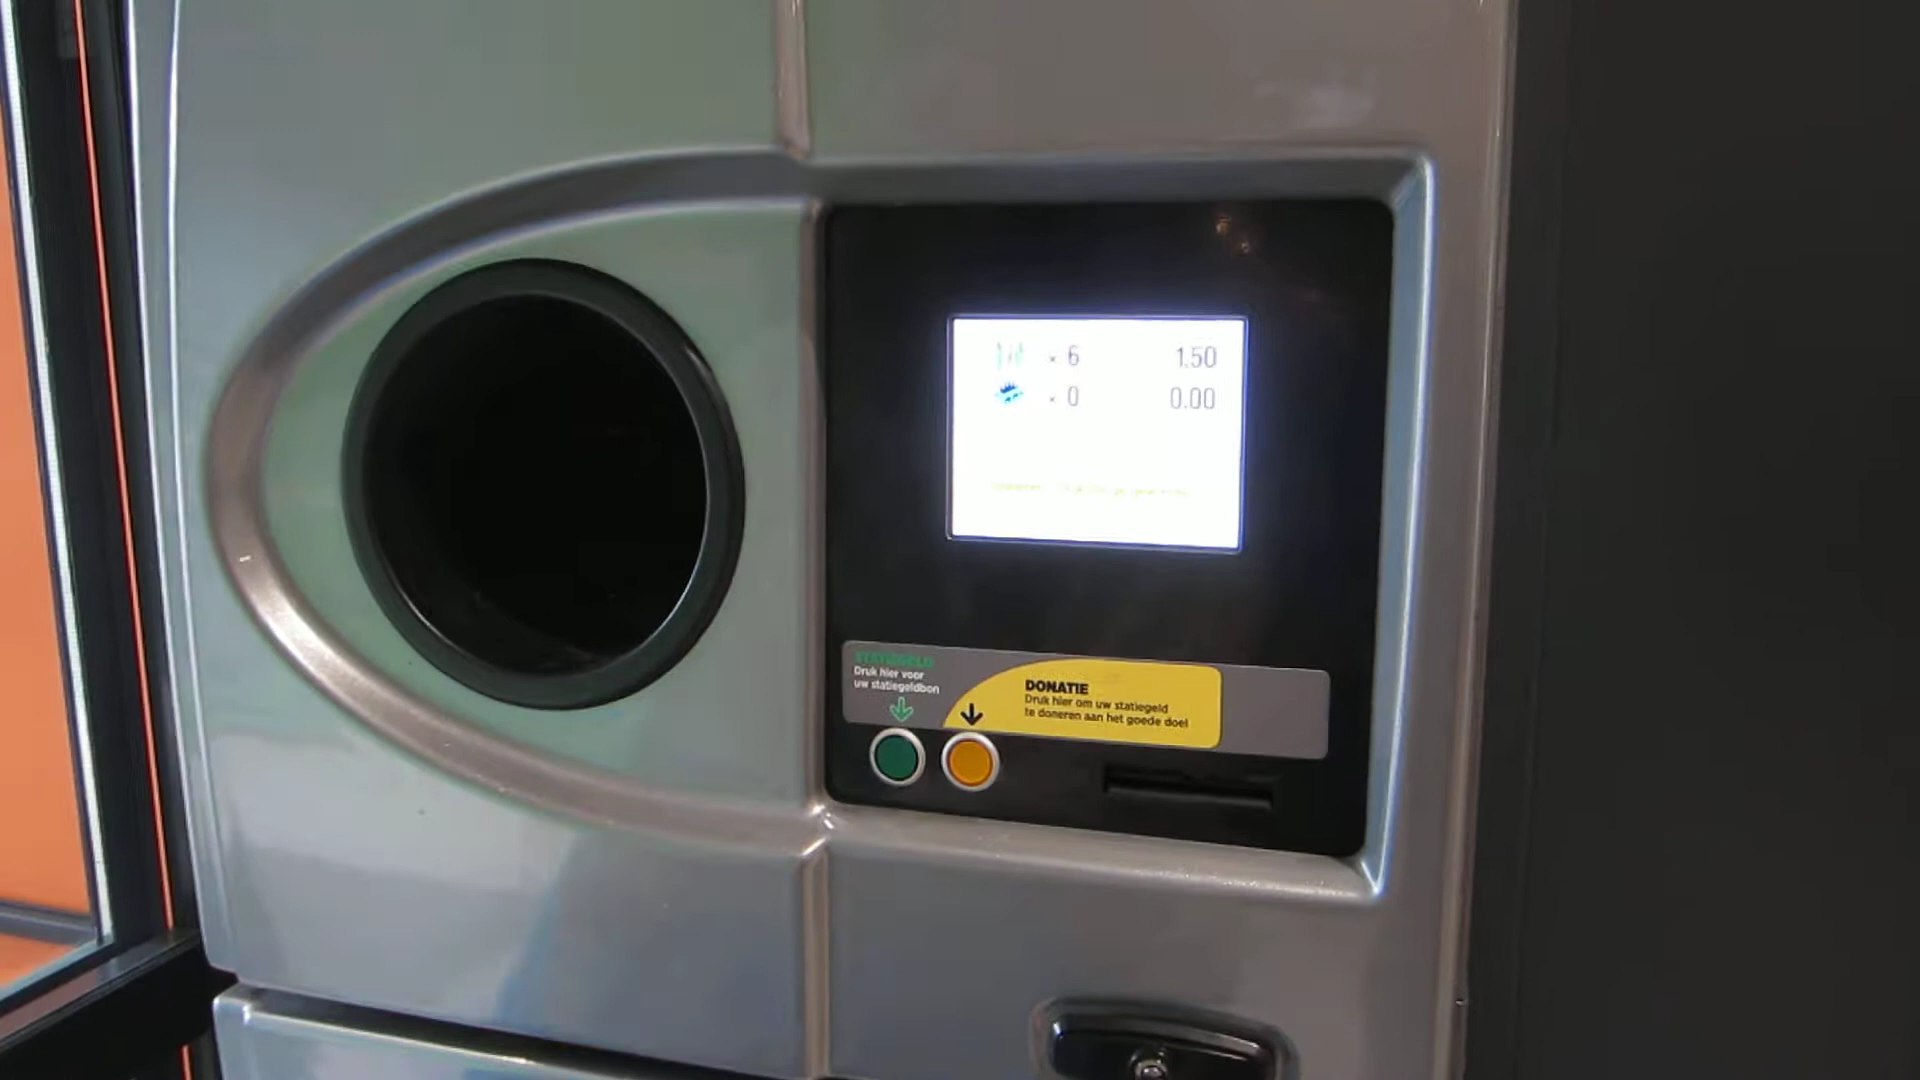 × 6 1.50
× 0 0.00
STATIEGELD
Druk hier voor
uw statiegeldbon
DONATIE
Druk hier om uw statiegeld
te doneren aan het goede doel